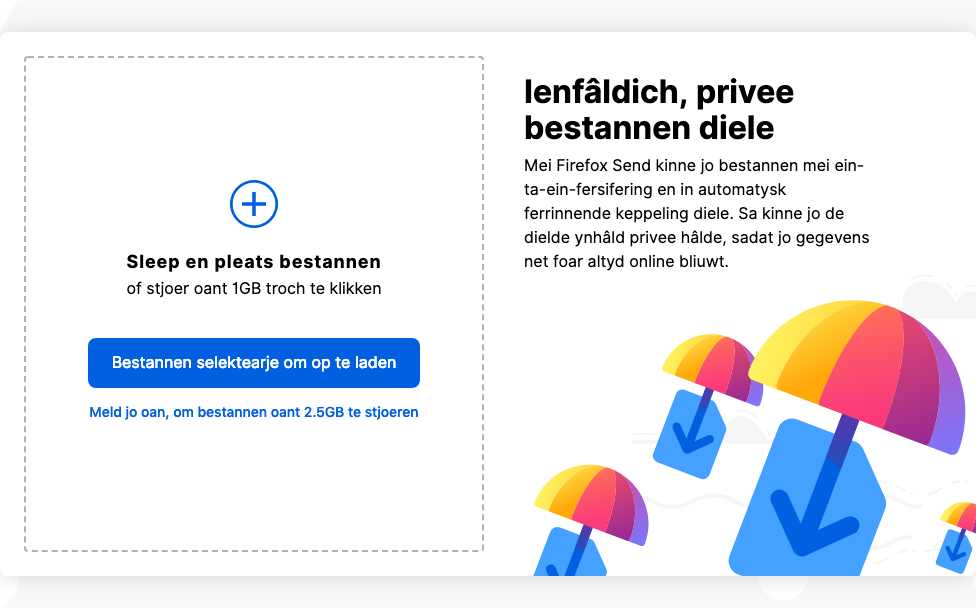 Sleep en pleats bestannen
of stjoer oant 1GB troch te klikken
Bestannen selektearje om op te laden
Meld jo oan, om bestannen oant 2.5GB te stjoeren
Ienfâldich, privee
bestannen diele
Mei Firefox Send kinne jo bestannen mei ein-
ta-ein-fersifering en in automatysk
ferrinnende keppeling diele. Sa kinne jo de
dielde ynhâld privee hâlde, sadat jo gegevens
net foar altyd online bliuwt.